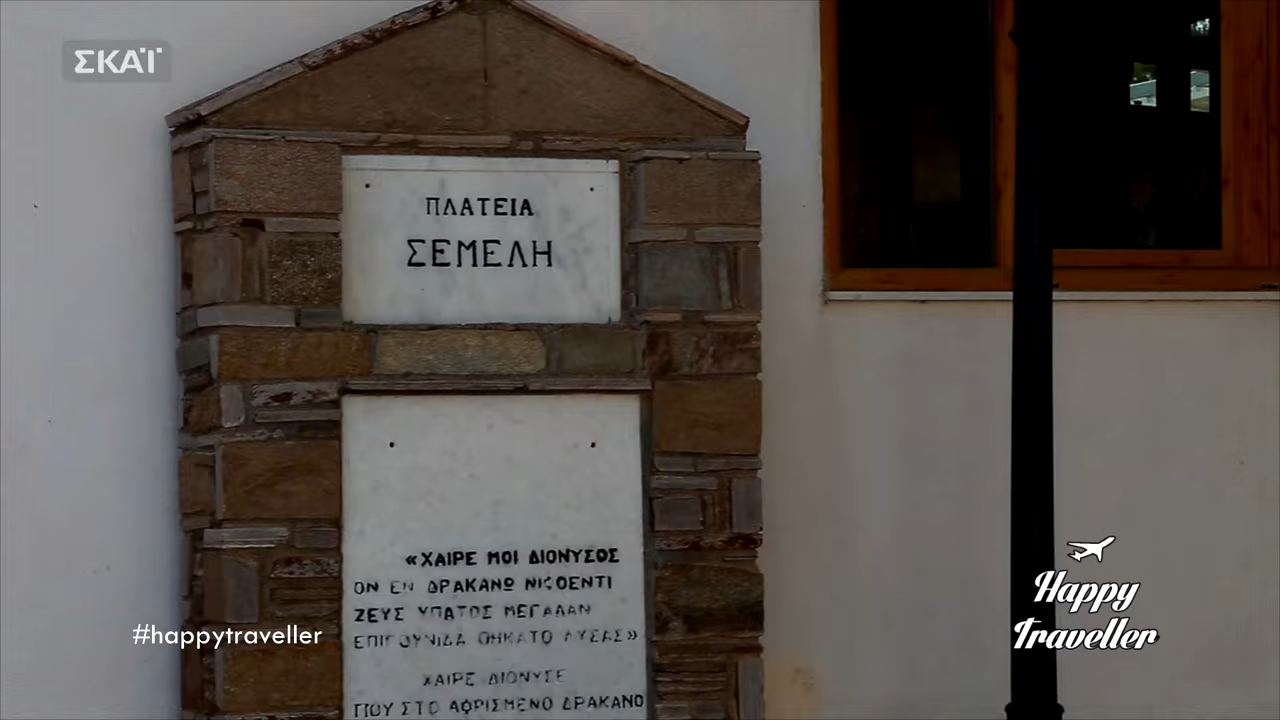 ΣΚΑΪ
ΠΛΑΤΕΙΑ
ΣΕΜΕΛΗ
«ΧΑΙΡΕ ΜΟΙ ΔΙΟΝΥΣΟΣ
ΟΝ ΕΝ ΔΡΑΚΑΝΩ ΝΙΦΟΕΝΤΙ
ΖΕΥΣ ΥΠΑΤΟΣ ΜΕΓΑΛΑΝ
ΕΠΙΓΟΥΝΙΔΑ ΘΗΚΑΤΟ ΛΥΣΑΣ»
ΧΑΙΡΕ ΔΙΟΝΥΣΕ
ΠΟΥ ΣΤΟ ΑΦΡΙΣΜΕΝΟ ΔΡΑΚΑΝΟ
#happytraveller
Happy
Traveller